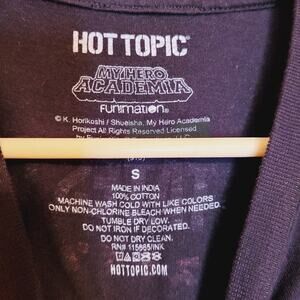 HOT TOPIC®
MY HERO
ACADEMIA
FUNIMATION®
© K. Horikoshi / Shueisha, My Hero Academia
Project All Rights Reserved Licensed
by
S
MADE IN INDIA
100% COTTON
MACHINE WASH COLD WITH LIKE COLORS
ONLY NON-CHLORINE BLEACH WHEN NEEDED.
TUMBLE DRY LOW.
DO NOT IRON IF DECORATED.
DO NOT DRY CLEAN.
HOTTOPIC.COM